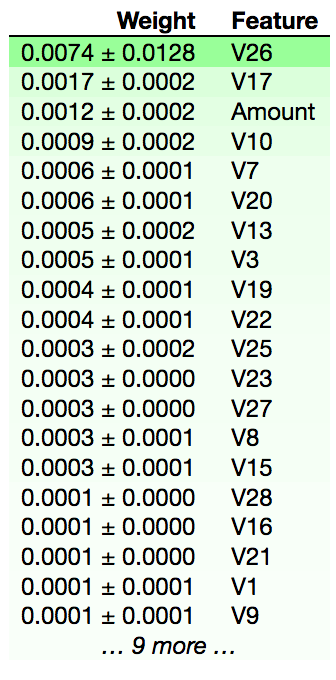 Weight Feature
0.0074 ± 0.0128 V26
0.0017 ± 0.0002 V17
0.0012 ± 0.0002 Amount
0.0009 ± 0.0002 V10
0.0006 ± 0.0001 V7
0.0006 ± 0.0001 V20
0.0005 ± 0.0002 V13
0.0005 ± 0.0001 V3
0.0004 ± 0.0001 V19
0.0004 ± 0.0001 V22
0.0003 ± 0.0002 V25
0.0003 ± 0.0000 V23
0.0003 ± 0.0000 V27
0.0003 ± 0.0001 V8
0.0003 ± 0.0001 V15
0.0001 ± 0.0000 V28
0.0001 ± 0.0000 V16
0.0001 ± 0.0000 V21
0.0001 ± 0.0001 V1
0.0001 ± 0.0001 V9
… 9 more …